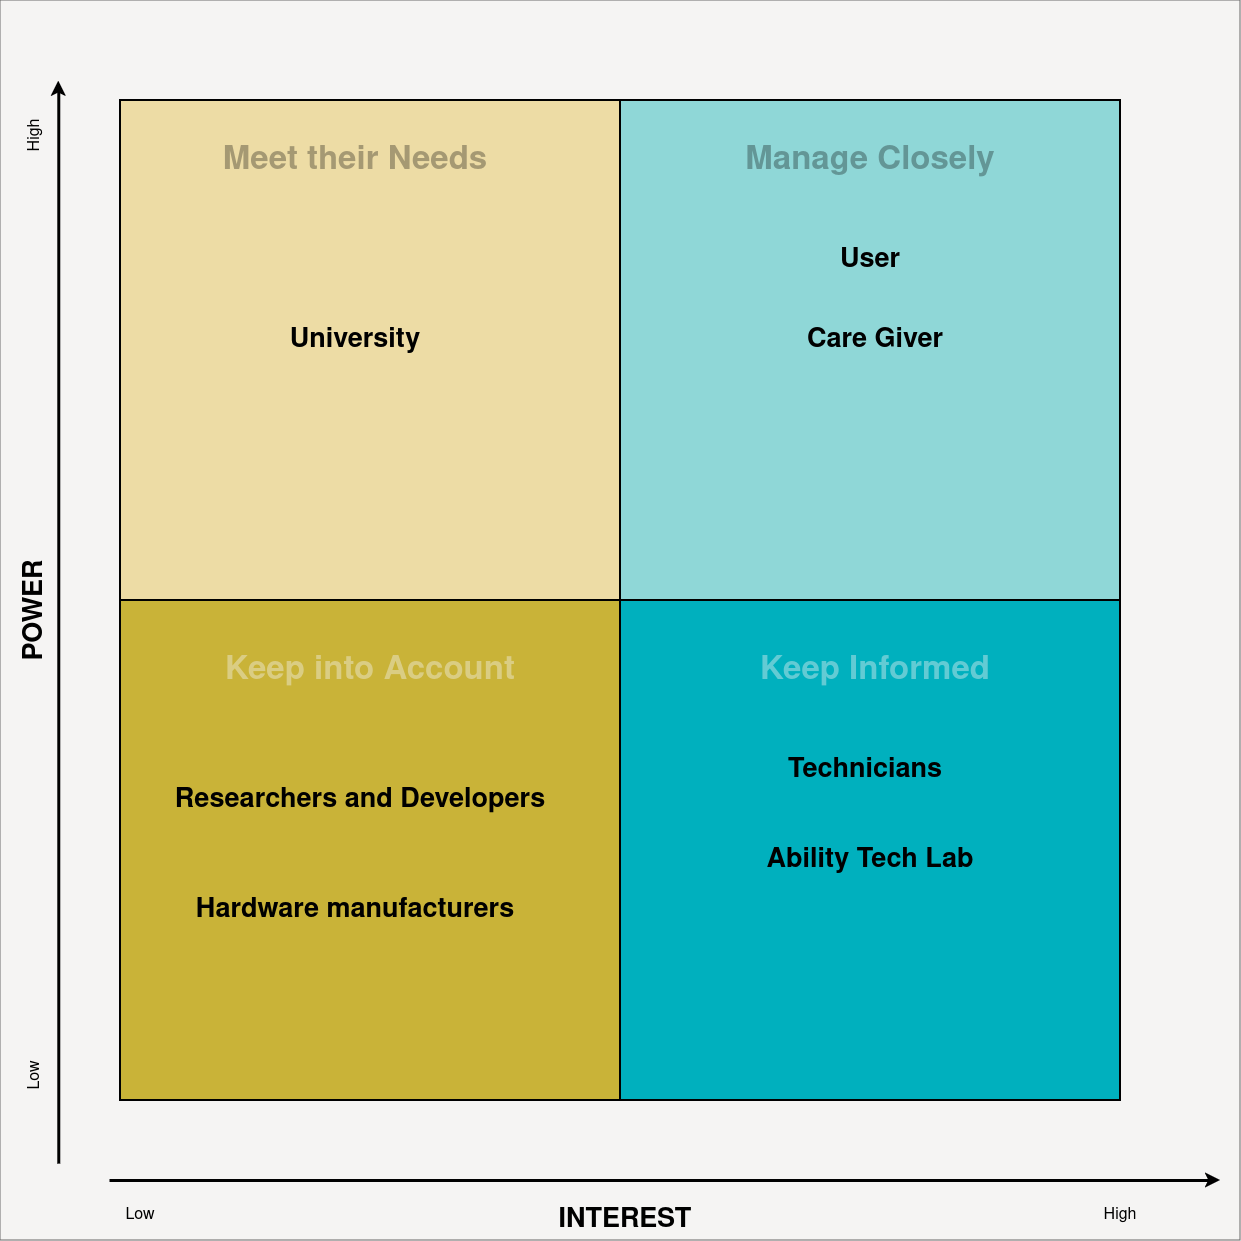 High
Meet their Needs
Manage Closely
User
University
Care Giver
POWER
Keep into Account
Keep Informed
Technicians
Researchers and Developers
Ability Tech Lab
Hardware manufacturers
Low
Low
INTEREST
High